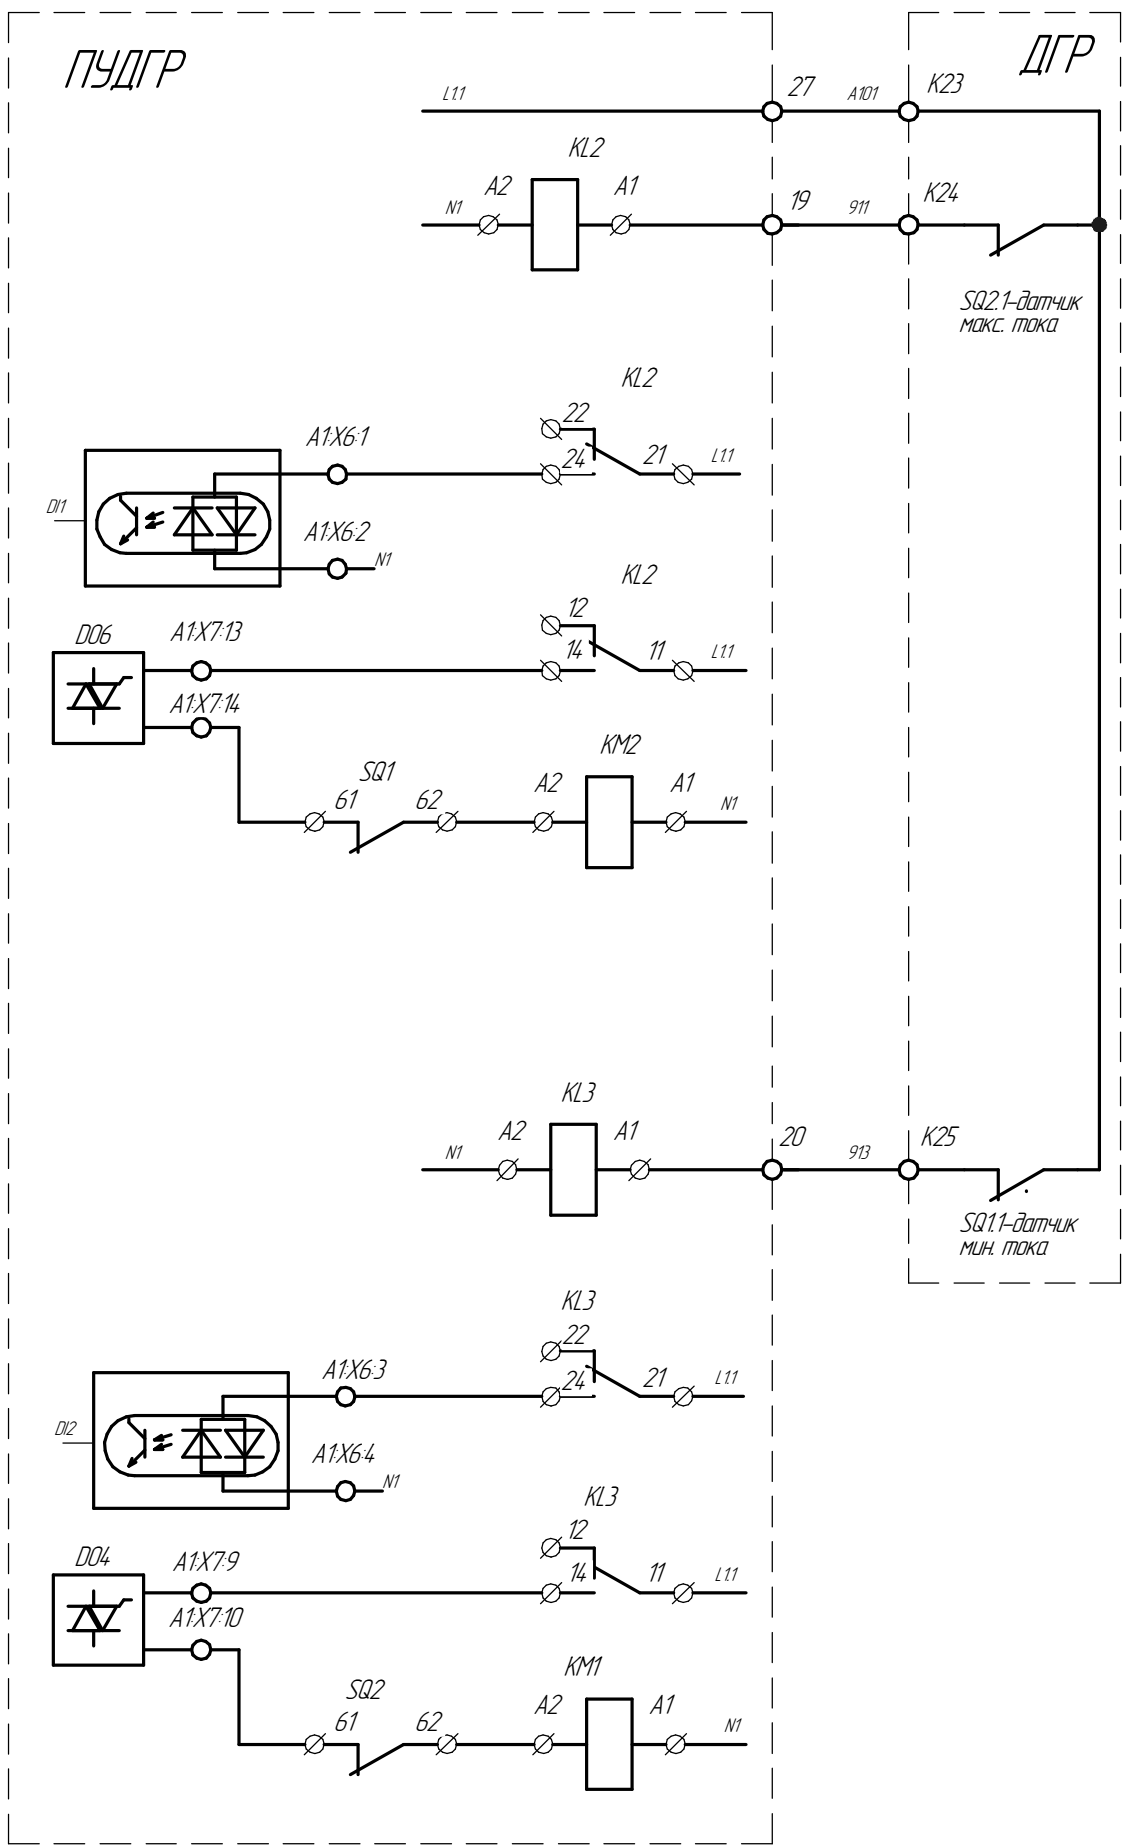 ПУДГР
ДГР
L1.1
27
A101
K23
KL2
N1
A2
A1
19
911
K24
SQ2.1-датчик
макс. тока
KL2
22
24
21
L1.1
A1:X6:1
DI1
A1:X6:2
N1
KL2
12
14
11
L1.1
DO6
A1:X7:13
A1:X7:14
SQ1
61
62
KM2
A2
A1
N1
KL3
N1
A2
A1
20
913
K25
SQ1.1-датчик
мин. тока
KL3
22
24
21
L1.1
A1:X6:3
DI2
A1:X6:4
N1
KL3
12
14
11
L1.1
DO4
A1:X7:9
A1:X7:10
SQ2
61
62
KM1
A2
A1
N1